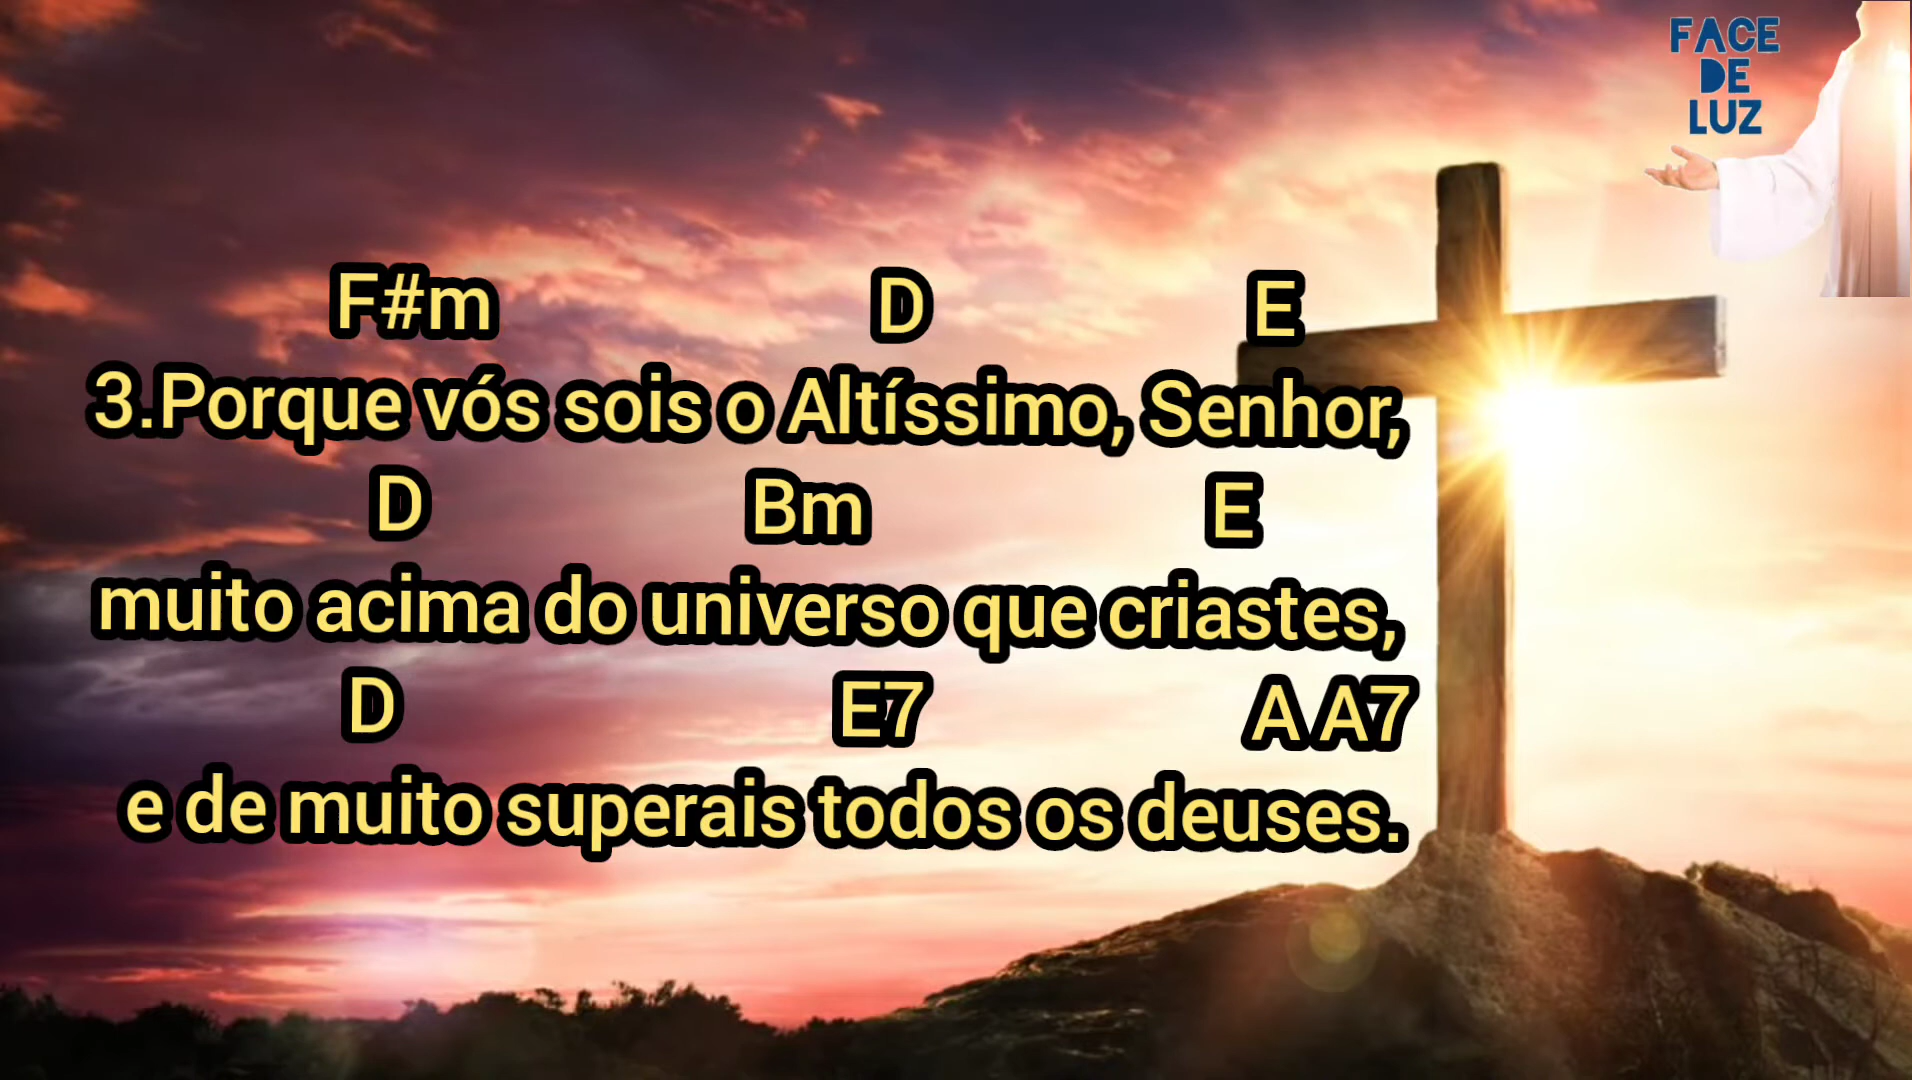 FACE
DE
LUZ
F#m D E
3.Porque vós sois o Altíssimo, Senhor,
D Bm E
muito acima do universo que criastes,
D E7 A A7
e de muito superais todos os deuses.